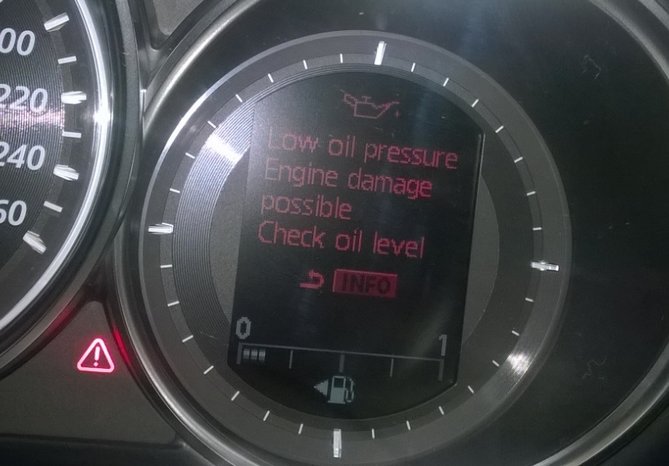 00
220
240
60
Low oil pressure
Engine damage
possible
Check oil level
INFO
0 1